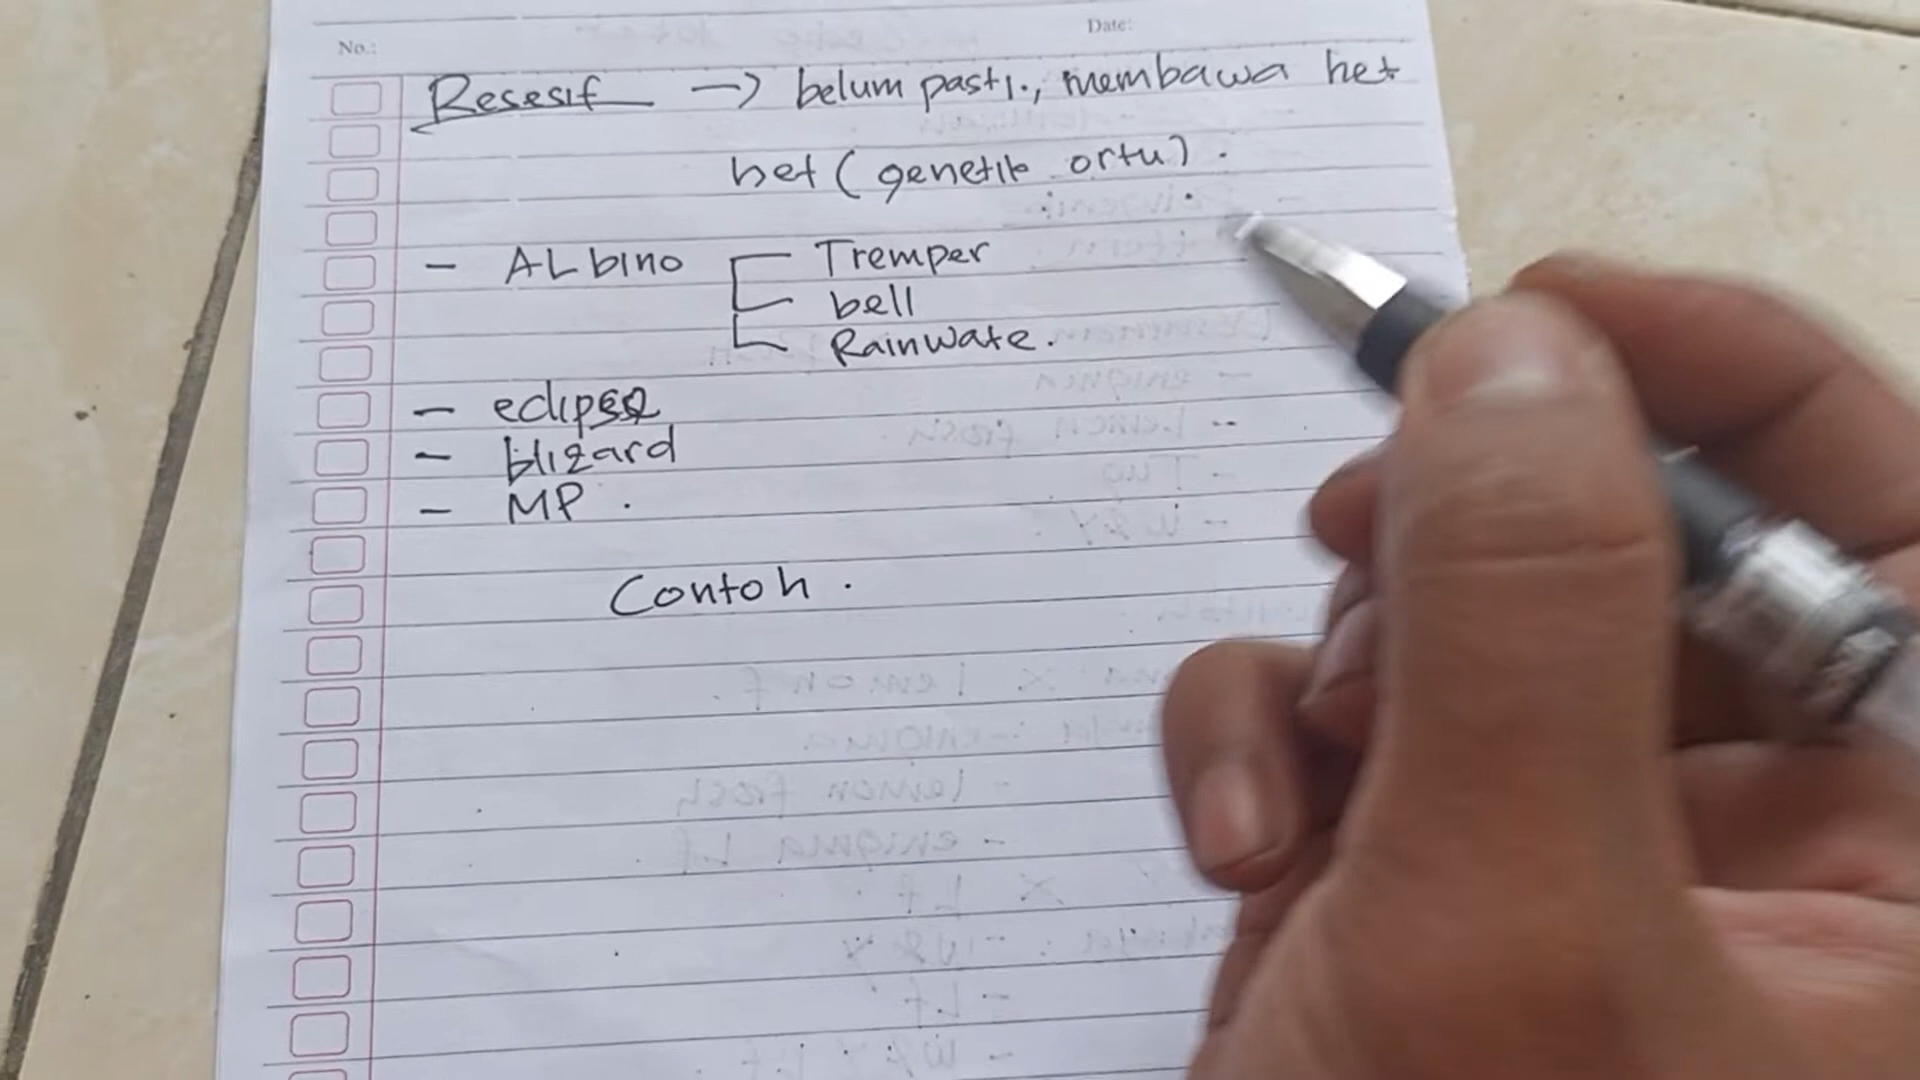 No.:
Date:
Resesif -> belum pasti., membawa het
het (genetik ortu).
- ALbino Tremper
bell
Rainwate.
- eclipse
- blizard
- MP.
Contoh.